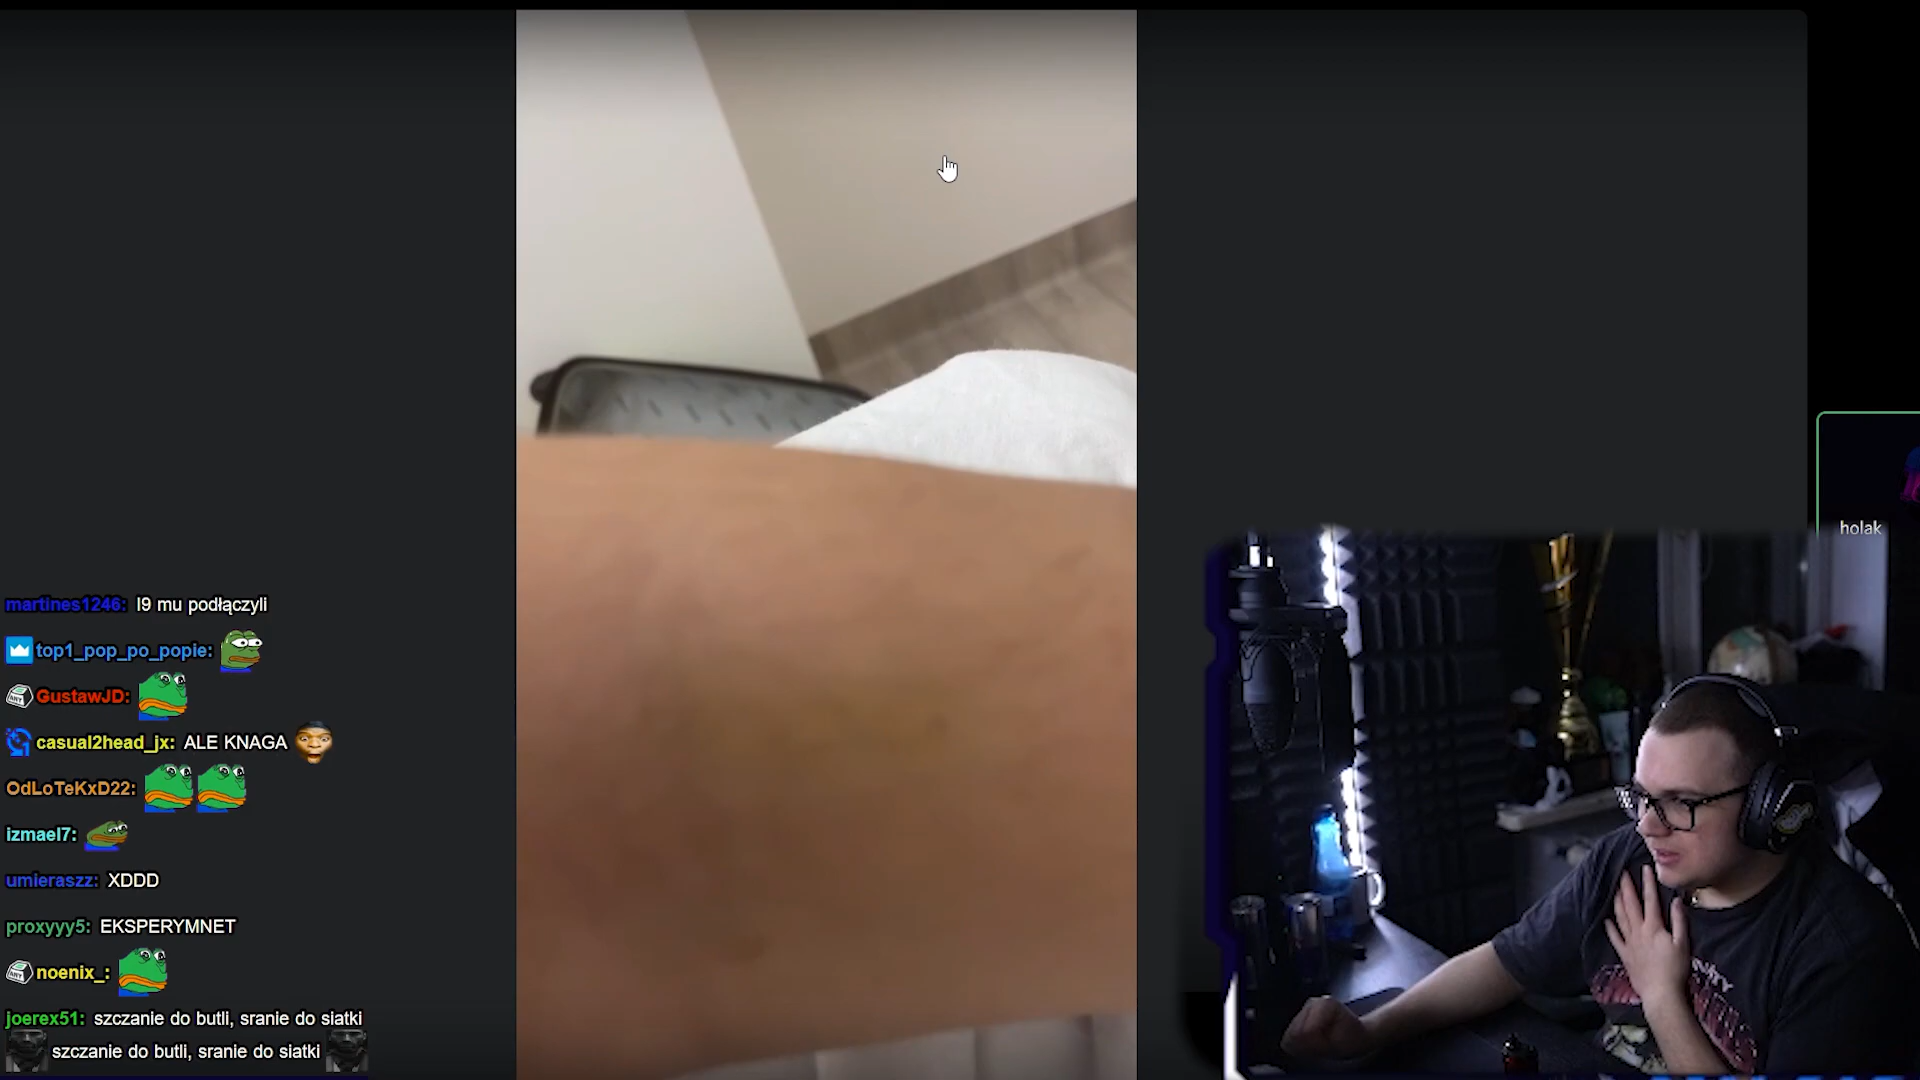 holak
martines1246: I9 mu podłączyli
top1_pop_po_popie:
GustawJD:
casual2head_jx: ALE KNAGA
OdLoTeKxD22:
izmael7:
umieraszz: XDDD
proxyyy5: EKSPERYMNET
noenix_:
joerex51: szczanie do butli, sranie do siatki
szczanie do butli, sranie do siatki